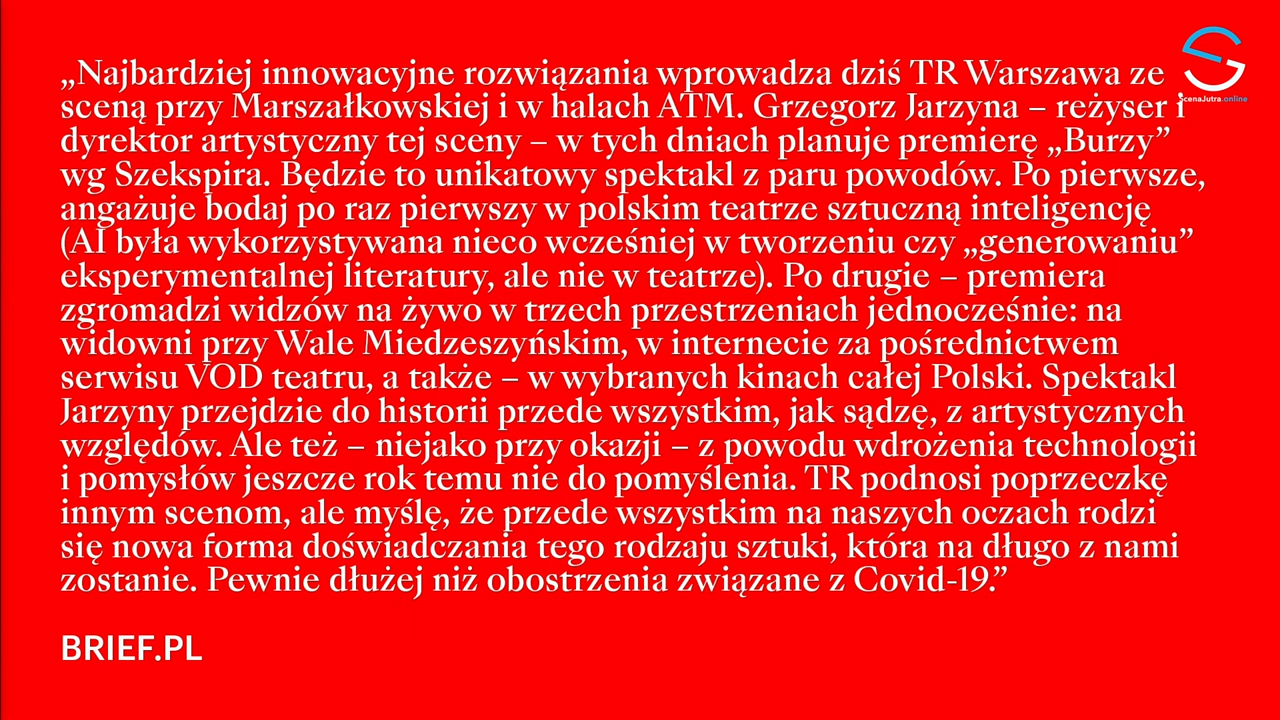 „Najbardziej innowacyjne rozwiązania wprowadza dziś TR Warszawa ze
sceną przy Marszałkowskiej i w halach ATM. Grzegorz Jarzyna – reżyser i
dyrektor artystyczny tej sceny – w tych dniach planuje premierę „Burzy”
wg Szekspira. Będzie to unikatowy spektakl z paru powodów. Po pierwsze,
angażuje bodaj po raz pierwszy w polskim teatrze sztuczną inteligencję
(AI była wykorzystywana nieco wcześniej w tworzeniu czy „generowaniu”
eksperymentalnej literatury, ale nie w teatrze). Po drugie – premiera
zgromadzi widzów na żywo w trzech przestrzeniach jednocześnie: na
widowni przy Wale Miedzeszyńskim, w internecie za pośrednictwem
serwisu VOD teatru, a także – w wybranych kinach całej Polski. Spektakl
Jarzyny przejdzie do historii przede wszystkim, jak sądzę, z artystycznych
względów. Ale też – niejako przy okazji – z powodu wdrożenia technologii
i pomysłów jeszcze rok temu nie do pomyślenia. TR podnosi poprzeczkę
innym scenom, ale myślę, że przede wszystkim na naszych oczach rodzi
się nowa forma doświadczania tego rodzaju sztuki, która na długo z nami
zostanie. Pewnie dłużej niż obostrzenia związane z Covid-19.”
BRIEF.PL
ScenaJutra.online